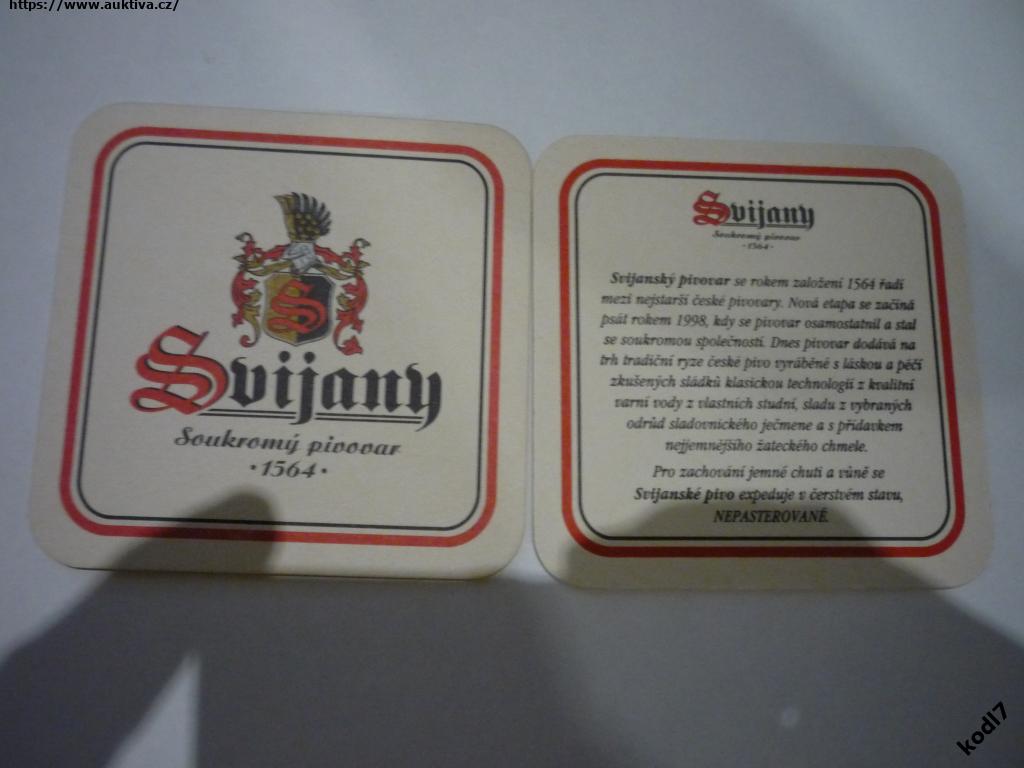 https://www.auktiva.cz/
S
Svijany
Soukromý pivovar
·1564·
Svijany
Soukromý pivovar
·1564·
Svijanský pivovar se rokem založení 1564 řadí
mezi nejstarší české pivovary. Nová etapa se začíná
psát rokem 1998, kdy se pivovar osamostatnil a stal
se soukromou společností. Dnes pivovar dodává na
trh tradiční ryze české pivo vyráběné s láskou a péčí
zkušených sládků klasickou technologií z kvalitní
varní vody z vlastních studní, sladu z vybraných
odrůd sladovnického ječmene a s přídavkem
nejjemnějšího žateckého chmele.
Pro zachování jemné chuti a vůně se
Svijanské pivo expeduje v čerstvém stavu,
NEPASTEROVANÉ.
kodl7